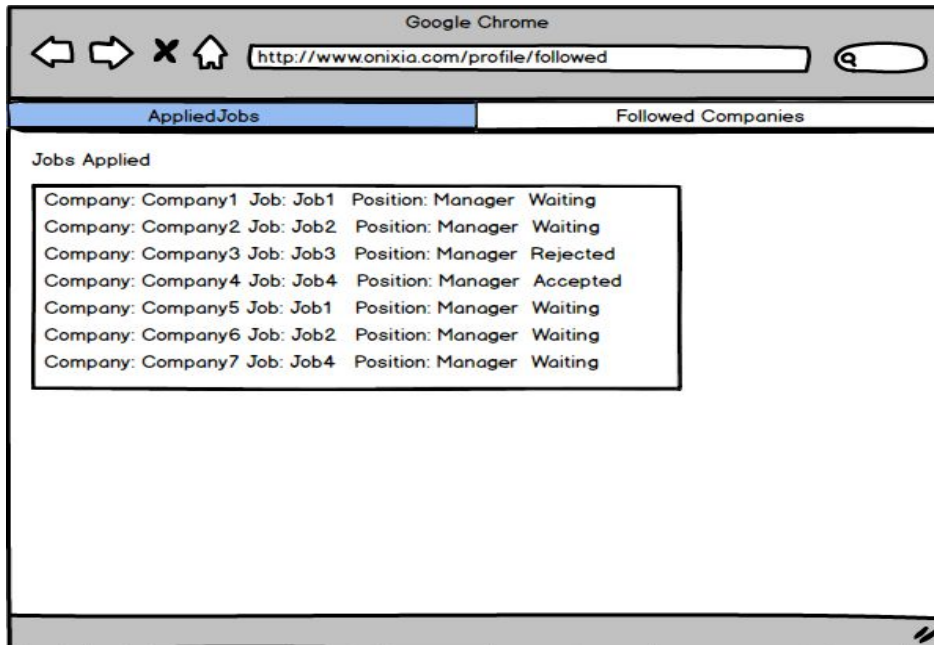 Google Chrome
http://www.onixia.com/profile/followed
AppliedJobs Followed Companies
Jobs Applied
Company: Company1 Job: Job1 Position: Manager Waiting
Company: Company2 Job: Job2 Position: Manager Waiting
Company: Company3 Job: Job3 Position: Manager Rejected
Company: Company4 Job: Job4 Position: Manager Accepted
Company: Company5 Job: Job1 Position: Manager Waiting
Company: Company6 Job: Job2 Position: Manager Waiting
Company: Company7 Job: Job4 Position: Manager Waiting